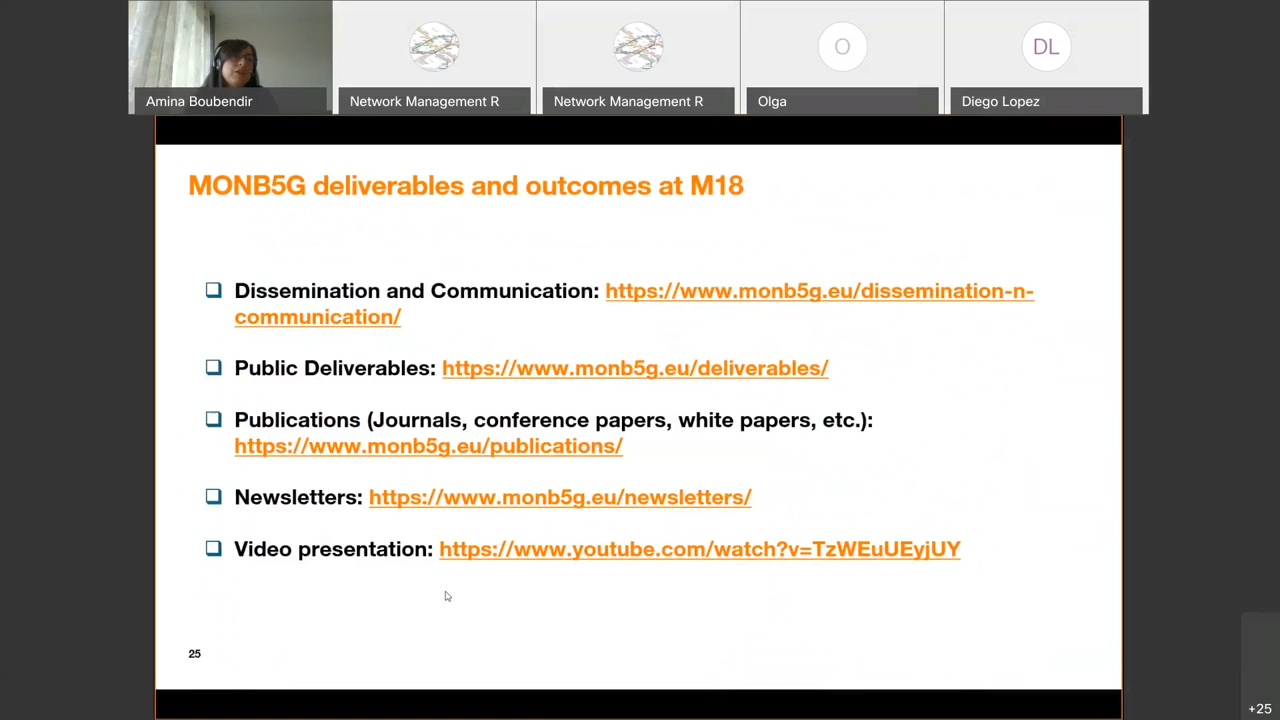 Amina Boubendir
Network Management R
Network Management R
O
Olga
DL
Diego Lopez
MONB5G deliverables and outcomes at M18
❑ Dissemination and Communication: https://www.monb5g.eu/dissemination-n-
communication/
❑ Public Deliverables: https://www.monb5g.eu/deliverables/
❑ Publications (Journals, conference papers, white papers, etc.):
https://www.monb5g.eu/publications/
❑ Newsletters: https://www.monb5g.eu/newsletters/
❑ Video presentation: https://www.youtube.com/watch?v=TzWEuUEyjUY
25
+25